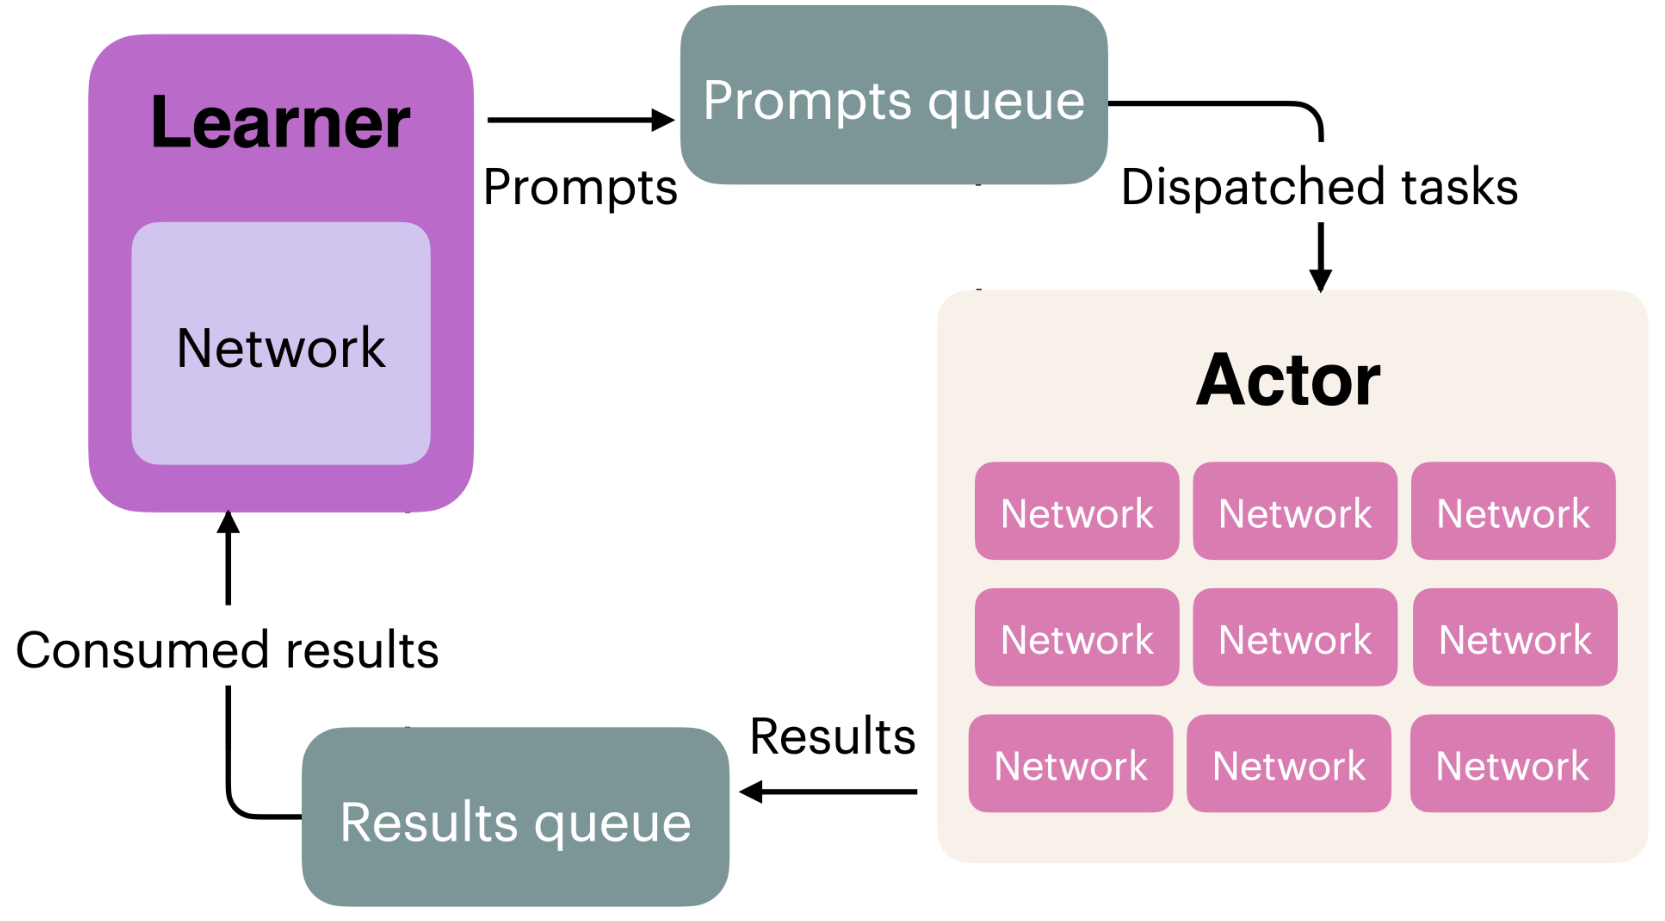 Learner
Network
Prompts
Prompts queue
Dispatched tasks
Actor
Network Network Network
Network Network Network
Network Network Network
Results
Results queue
Consumed results